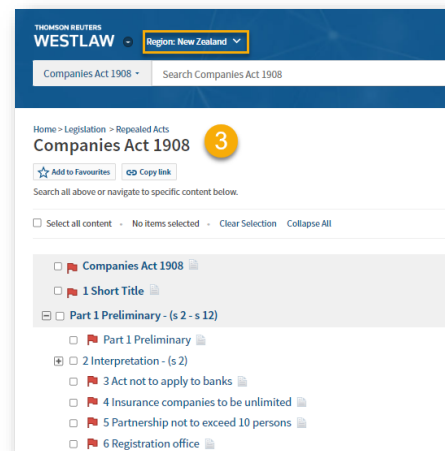 THOMSON REUTERS
WESTLAW Region: New Zealand
Companies Act 1908 Search Companies Act 1908
Home > Legislation > Repealed Acts
Companies Act 1908 3
Add to Favourites Copy link
Search all above or navigate to specific content below.
Select all content • No items selected • Clear Selection Collapse All
Companies Act 1908
1 Short Title
Part 1 Preliminary - (s 2 - s 12)
Part 1 Preliminary
2 Interpretation - (s 2)
3 Act not to apply to banks
4 Insurance companies to be unlimited
5 Partnership not to exceed 10 persons
6 Registration office